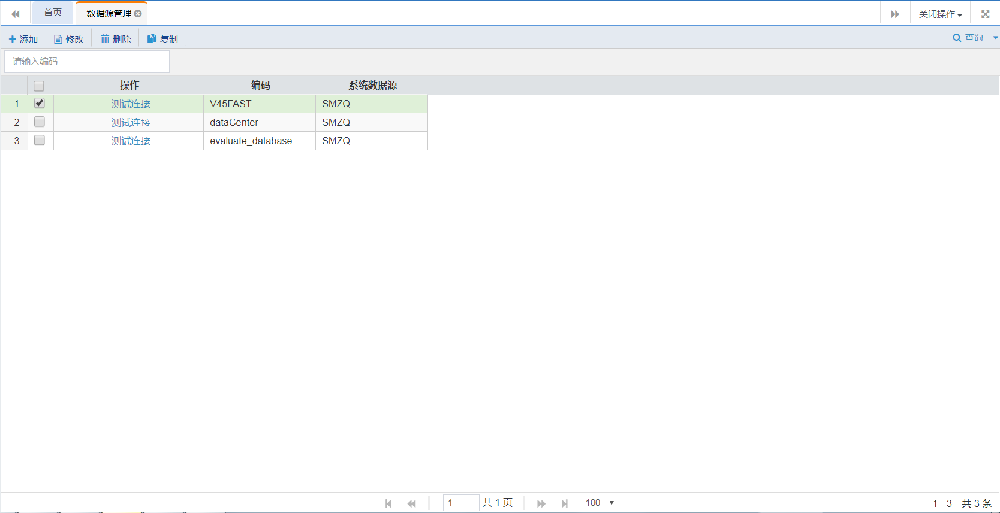 首页 数据源管理 关闭操作
添加 修改 删除 复制 查询
请输入编码
操作 编码 系统数据源
1 测试连接 V45FAST SMZQ
2 测试连接 dataCenter SMZQ
3 测试连接 evaluate_database SMZQ
1 共 1 页 100 1 - 3 共 3 条